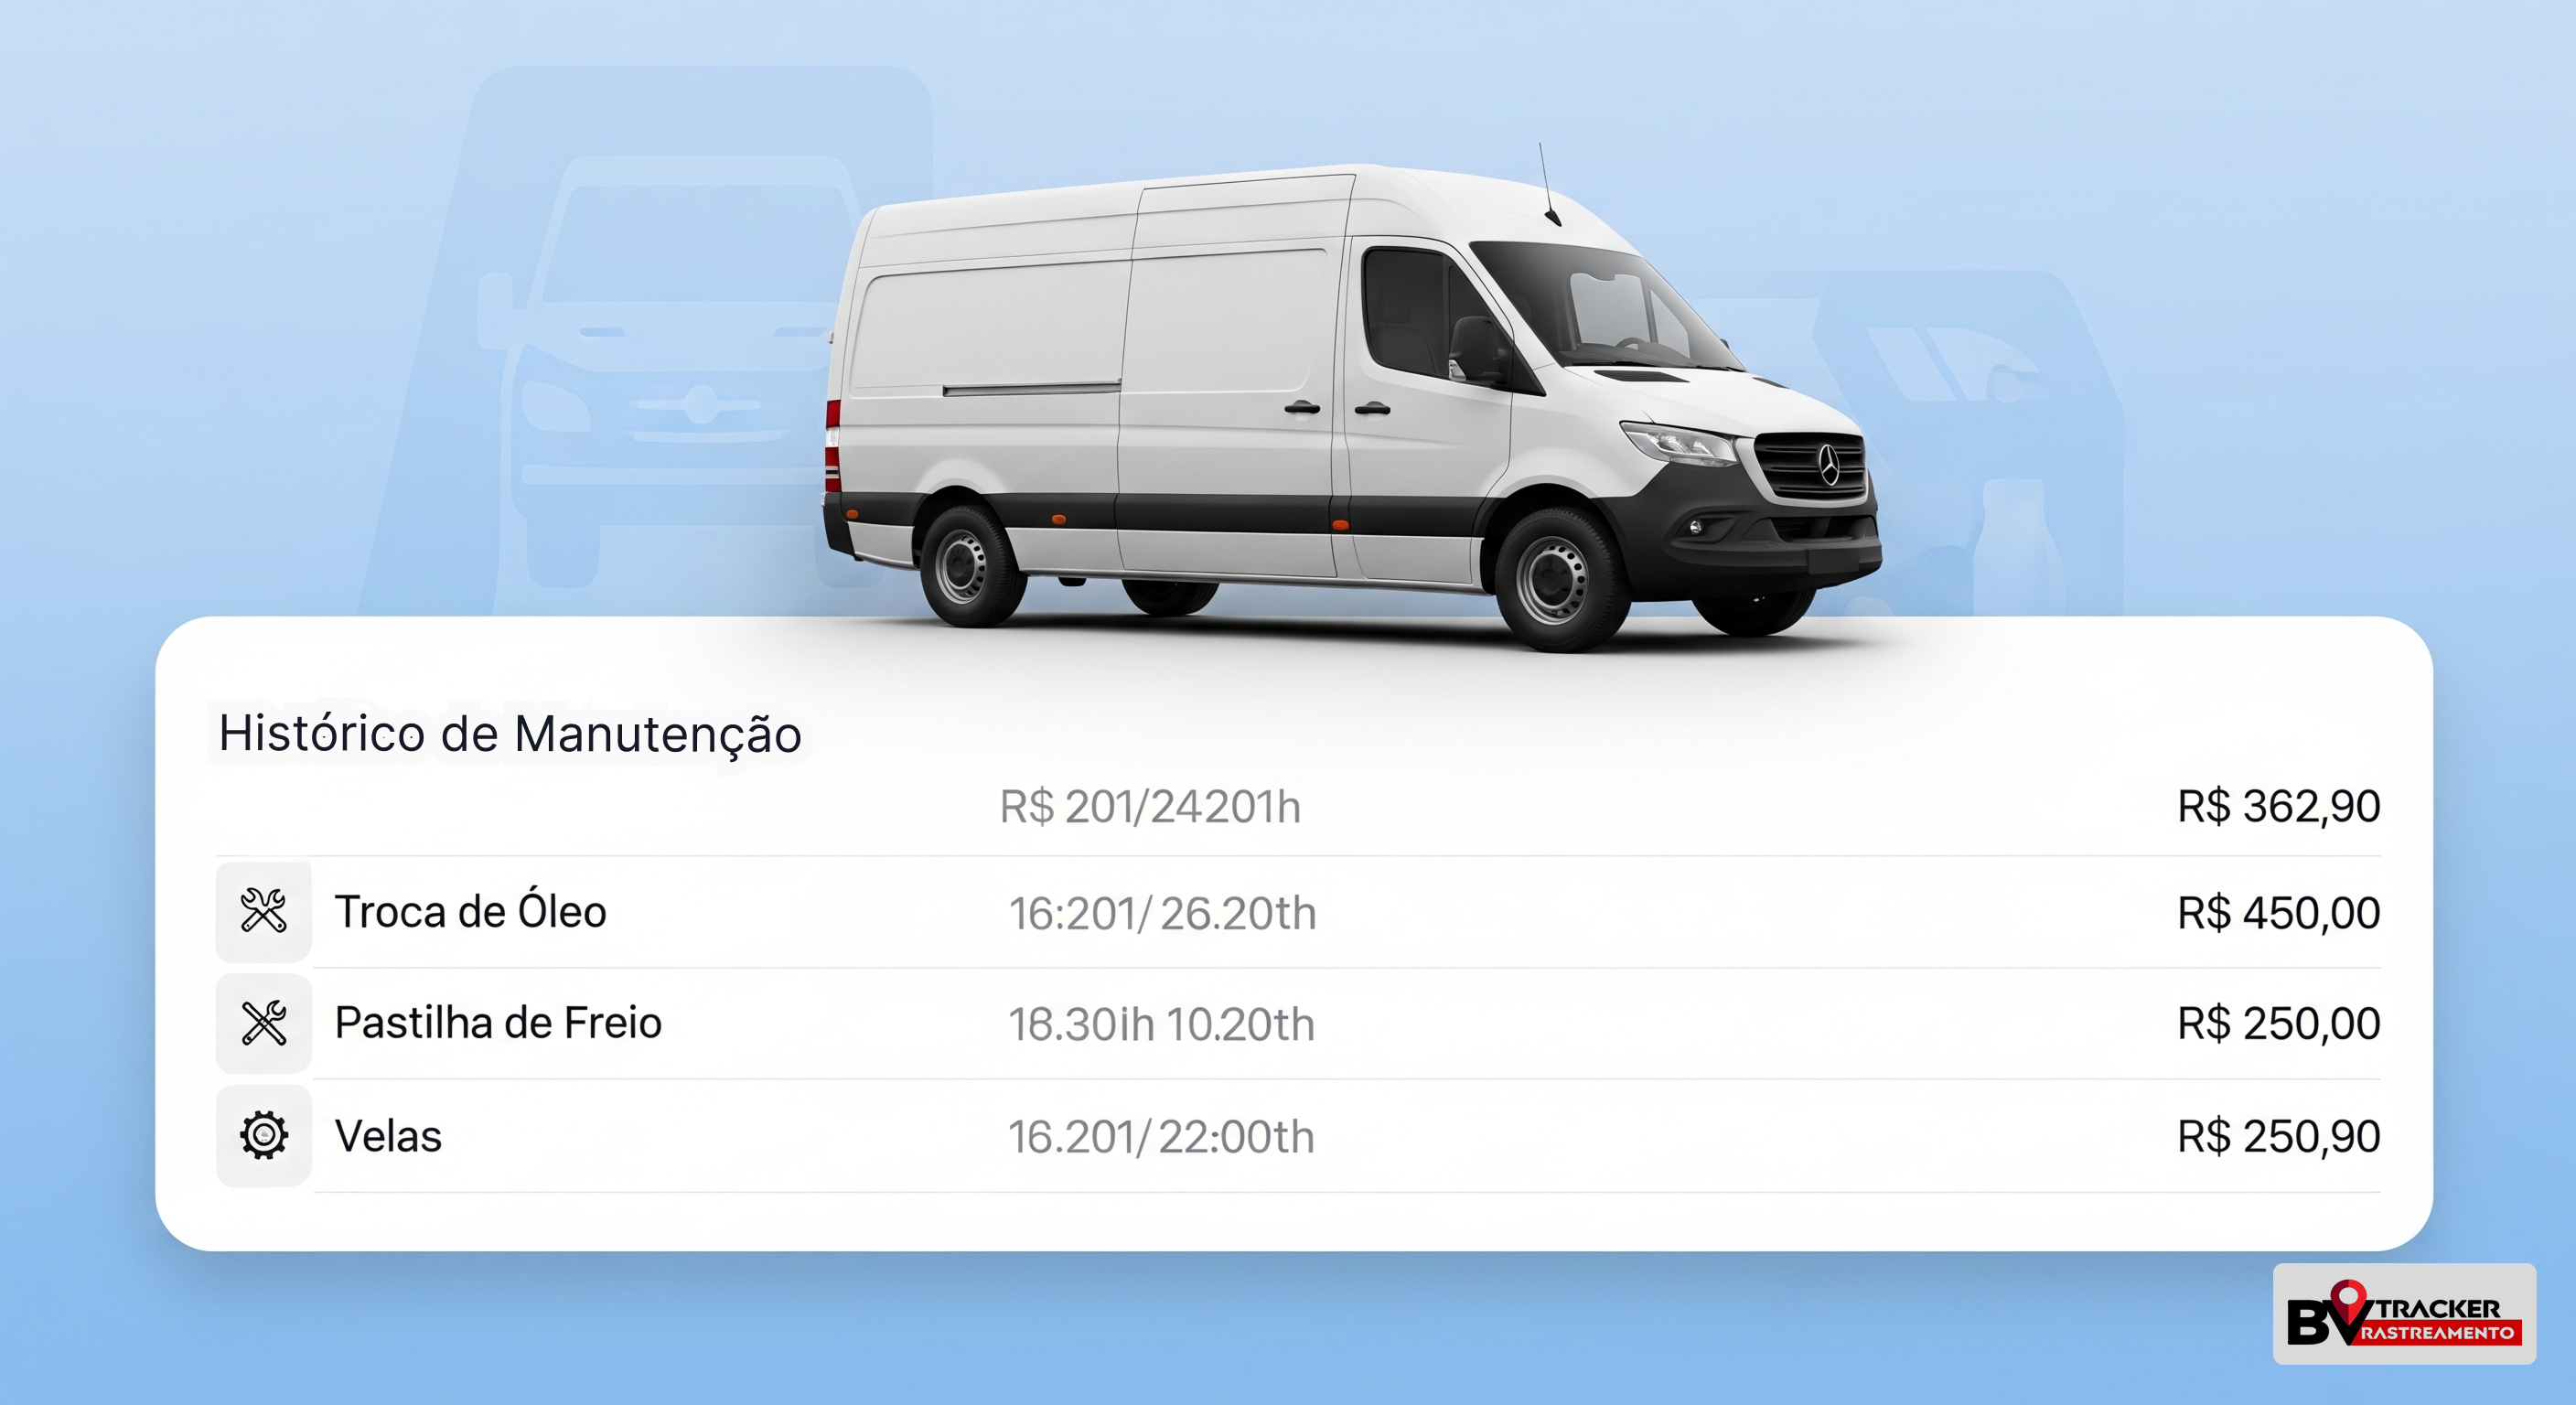 Histórico de Manutenção
R$ 201/24201h R$ 362,90
Troca de Óleo 16:201/26.20th R$ 450,00
Pastilha de Freio 18.30ih 10.20th R$ 250,00
Velas 16.201/22:00th R$ 250,90
BV TRACKER
RASTREAMENTO